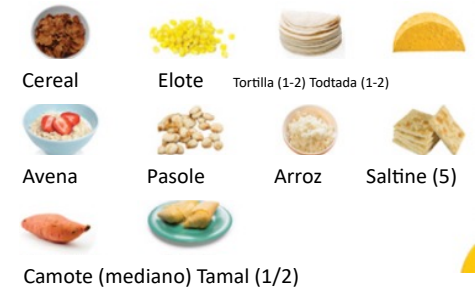 Cereal Elote Tortilla (1-2) Todtada (1-2)
Avena Pasole Arroz Saltine (5)
Camote (mediano) Tamal (1/2)